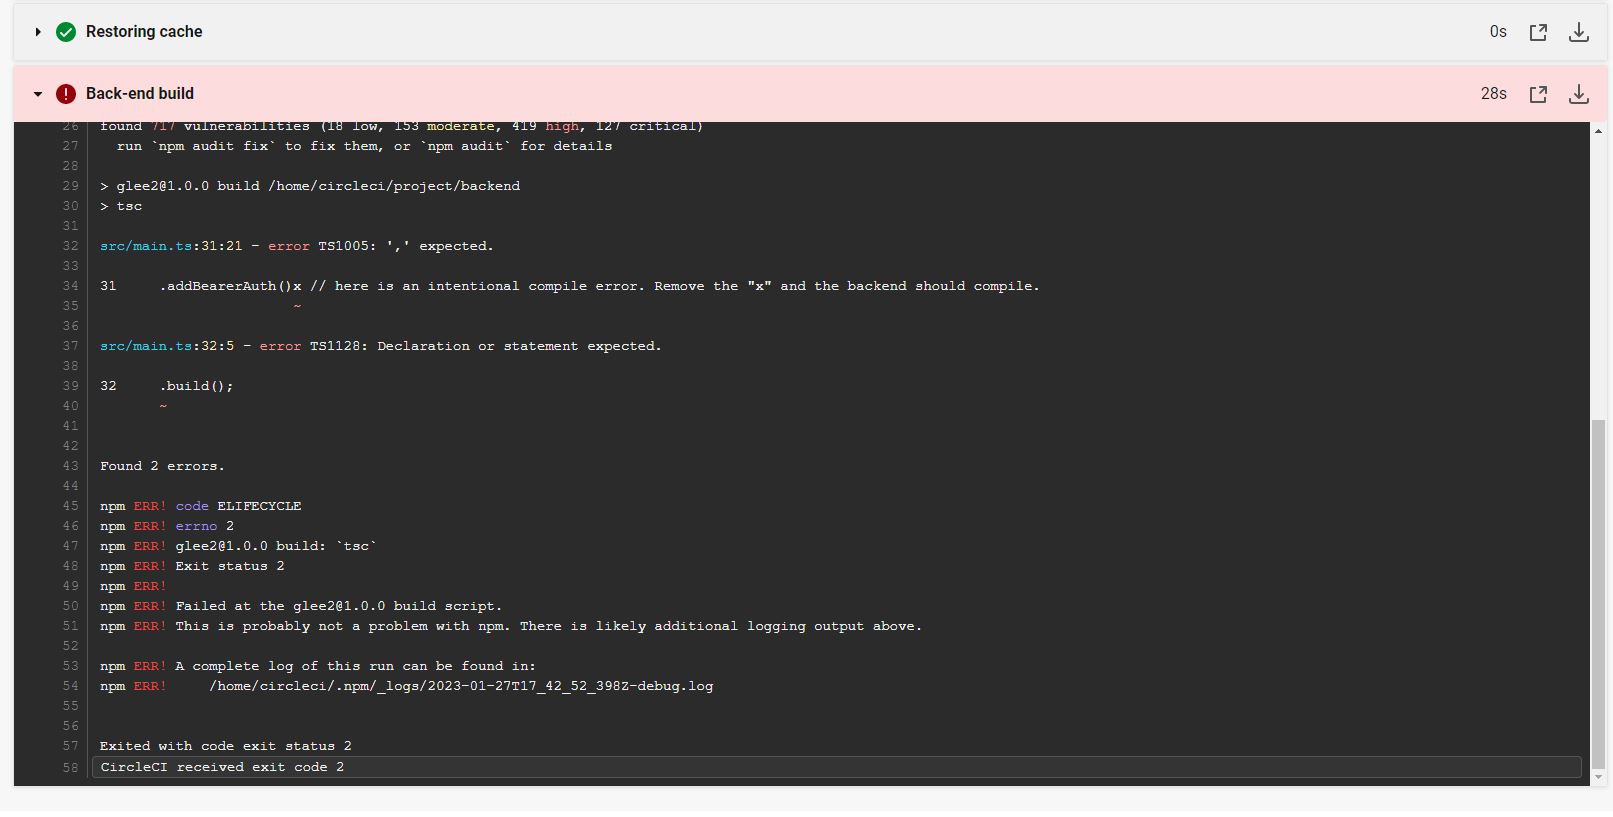 Restoring cache 0s
Back-end build 28s
26 found 717 vulnerabilities (18 low, 153 moderate, 419 high, 127 critical)
27 run `npm audit fix` to fix them, or `npm audit` for details
28
29 > glee2@1.0.0 build /home/circleci/project/backend
30 > tsc
31
32 src/main.ts:31:21 - error TS1005: ',' expected.
33
34 31     .addBearerAuth()x // here is an intentional compile error. Remove the "x" and the backend should compile.
35 ~
36
37 src/main.ts:32:5 - error TS1128: Declaration or statement expected.
38
39 32     .build();
40 ~
41
42
43 Found 2 errors.
44
45 npm ERR! code ELIFECYCLE
46 npm ERR! errno 2
47 npm ERR! glee2@1.0.0 build: `tsc`
48 npm ERR! Exit status 2
49 npm ERR!
50 npm ERR! Failed at the glee2@1.0.0 build script.
51 npm ERR! This is probably not a problem with npm. There is likely additional logging output above.
52
53 npm ERR! A complete log of this run can be found in:
54 npm ERR!     /home/circleci/.npm/_logs/2023-01-27T17_42_52_398Z-debug.log
55
56
57 Exited with code exit status 2
58 CircleCI received exit code 2